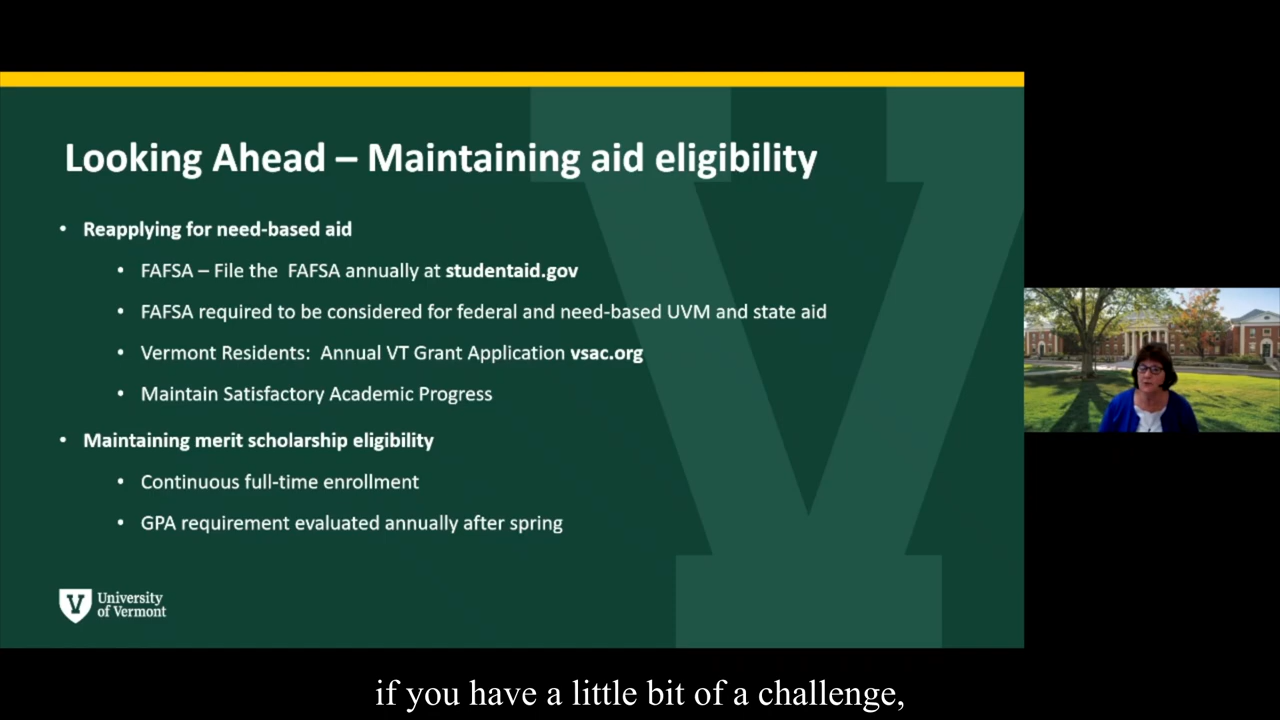 Looking Ahead – Maintaining aid eligibility
• Reapplying for need-based aid
• FAFSA – File the FAFSA annually at studentaid.gov
• FAFSA required to be considered for federal and need-based UVM and state aid
• Vermont Residents: Annual VT Grant Application vsac.org
• Maintain Satisfactory Academic Progress
• Maintaining merit scholarship eligibility
• Continuous full-time enrollment
• GPA requirement evaluated annually after spring
V University
of Vermont
if you have a little bit of a challenge,